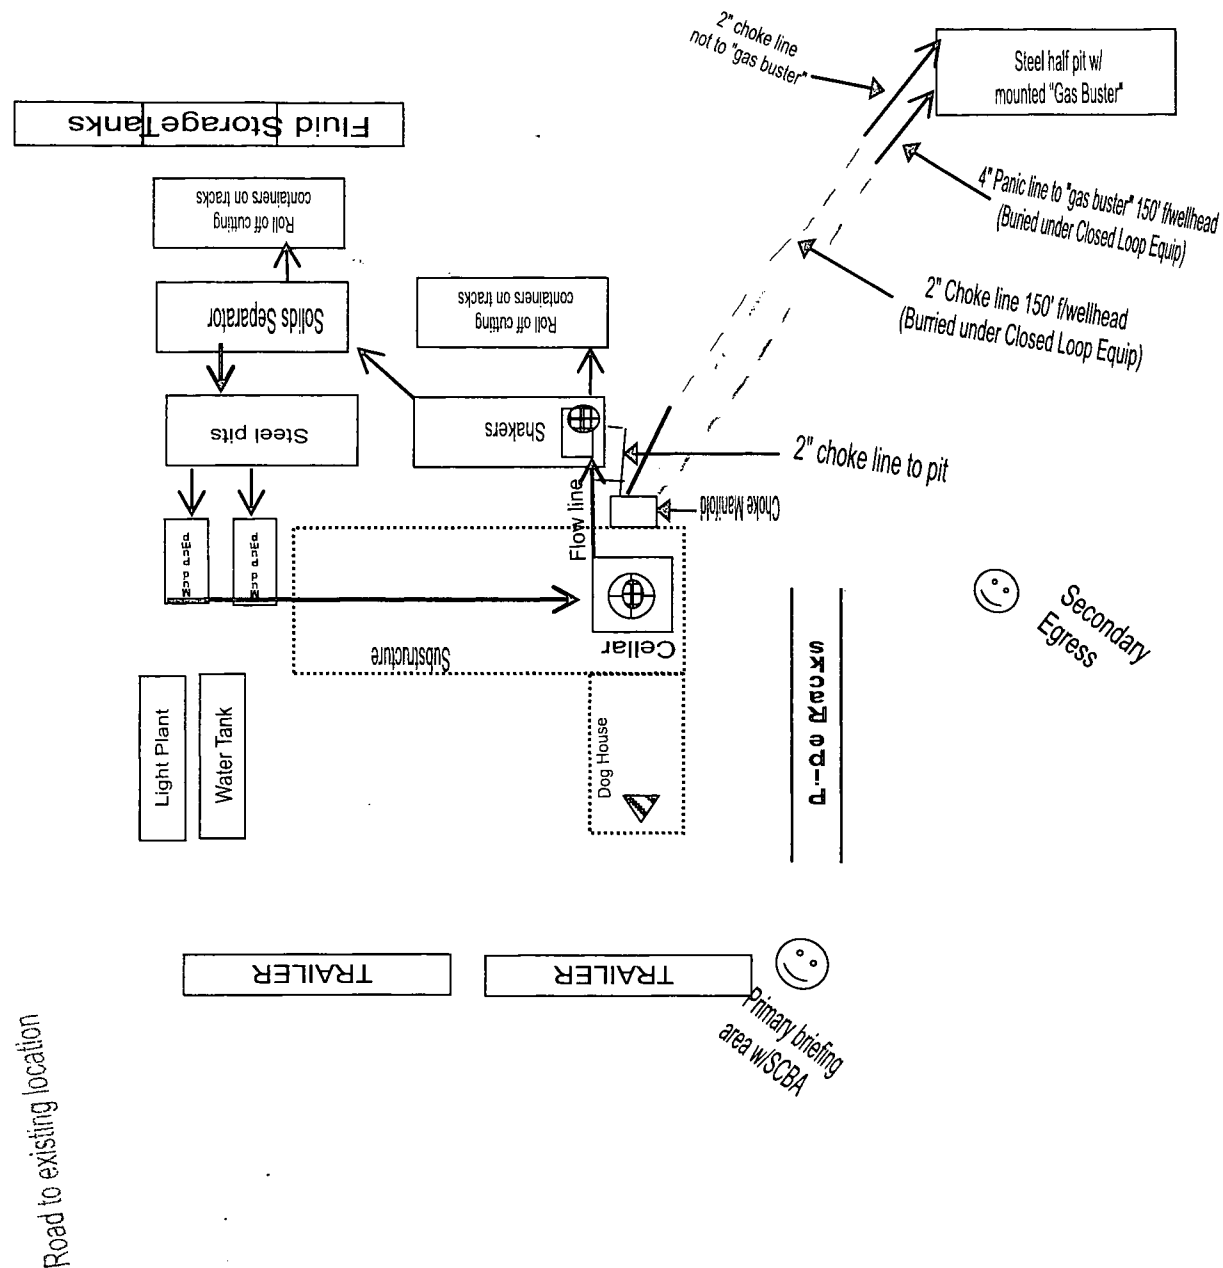 2" choke line
not to "gas buster"
Steel half pit w/
mounted "Gas Buster"
Fluid StorageTanks
4" Panic line to "gas buster" 150' f/wellhead
(Buried under Closed Loop Equip)
Roll off cutting
containers on tracks
2" Choke line 150' f/wellhead
(Burried under Closed Loop Equip)
Solids Separator
Roll off cutting
containers on tracks
Steel pits
Shakers
2" choke line to pit
Choke Manifold
Flow line
Mud Pump
Mud Pump
Cellar
Substructure
Secondary
Egress
Pipe Racks
Light Plant
Water Tank
Dog House
TRAILER
TRAILER
Primary briefing
area w/SCBA
Road to existing location